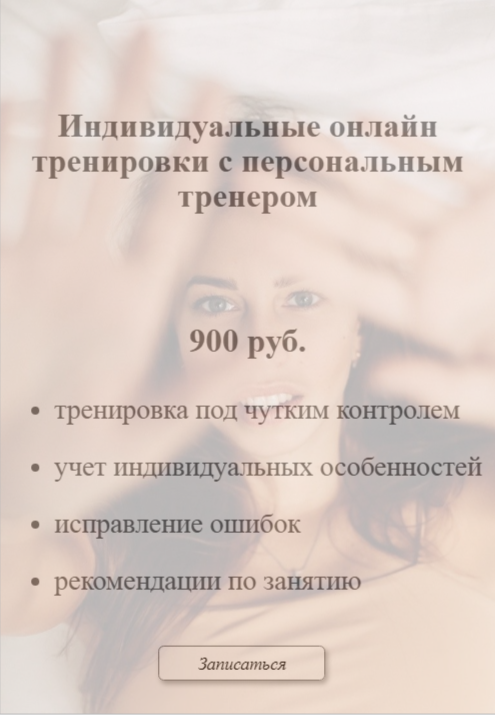 Индивидуальные онлайн
тренировки с персональным
тренером
900 руб.
• тренировка под чутким контролем
• учет индивидуальных особенностей
• исправление ошибок
• рекомендации по занятию
Записаться